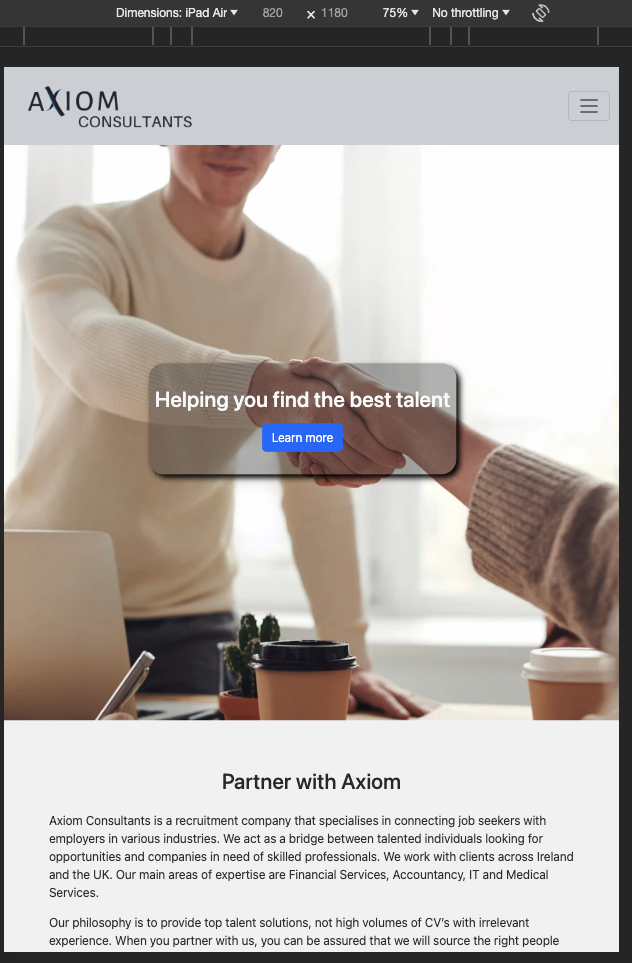 Dimensions: iPad Air 820 × 1180 75% No throttling
AXIOM
CONSULTANTS
Helping you find the best talent
Learn more
Partner with Axiom
Axiom Consultants is a recruitment company that specialises in connecting job seekers with
employers in various industries. We act as a bridge between talented individuals looking for
opportunities and companies in need of skilled professionals. We work with clients across Ireland
and the UK. Our main areas of expertise are Financial Services, Accountancy, IT and Medical
Services.
Our philosophy is to provide top talent solutions, not high volumes of CV's with irrelevant
experience. When you partner with us, you can be assured that we will source the right people